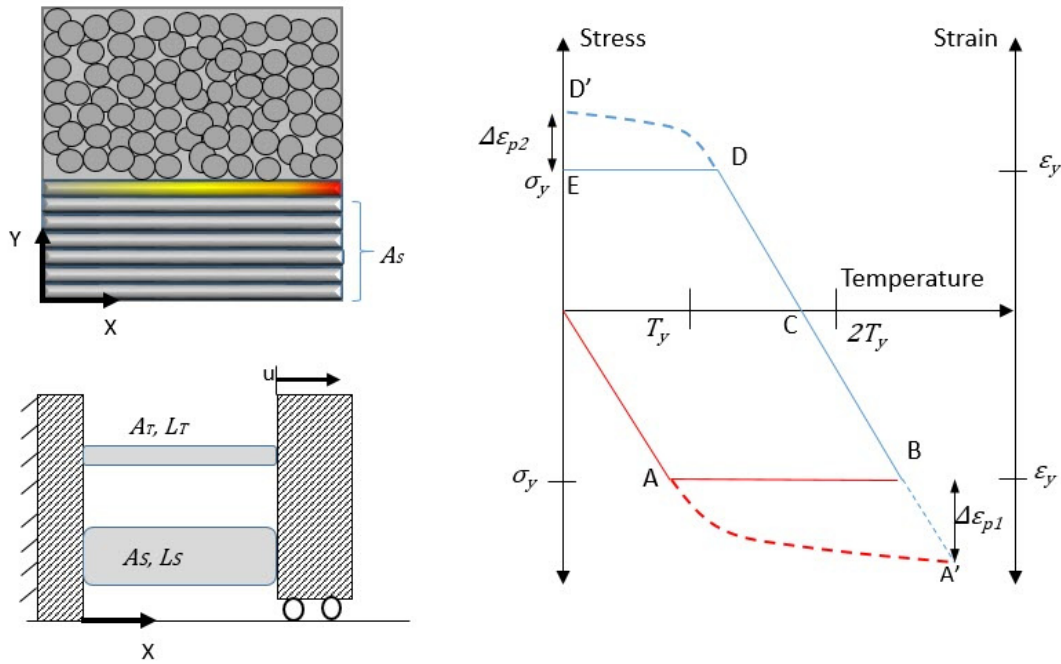 Y
X
As
u
AT, LT
As, Ls
X
Stress
Strain
D'
Δεp2
D
σy
E
εy
Temperature
Ty
C
2Ty
B
σy
A
εy
Δεp1
A'